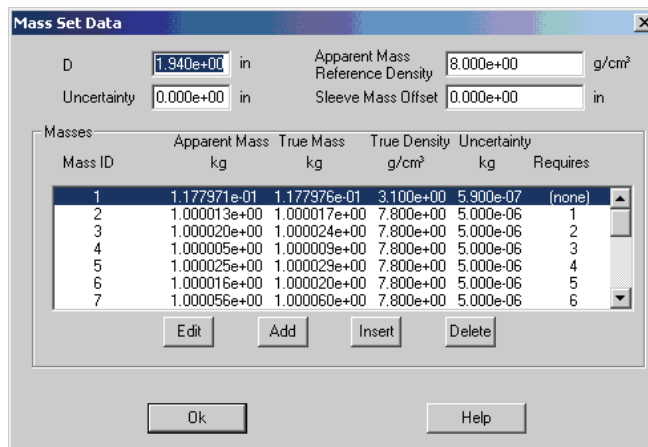 Mass Set Data
D 1.940e+00 in Apparent Mass Reference Density 8.000e+00 g/cm³
Uncertainty 0.000e+00 in Sleeve Mass Offset 0.000e+00 in
Masses
Apparent Mass True Mass True Density Uncertainty
Mass ID kg kg g/cm³ kg Requires
1 1.177971e-01 1.177976e-01 3.100e+00 5.900e-07 (none)
2 1.000013e+00 1.000017e+00 7.800e+00 5.000e-06 1
3 1.000020e+00 1.000024e+00 7.800e+00 5.000e-06 2
4 1.000005e+00 1.000009e+00 7.800e+00 5.000e-06 3
5 1.000025e+00 1.000029e+00 7.800e+00 5.000e-06 4
6 1.000016e+00 1.000020e+00 7.800e+00 5.000e-06 5
7 1.000056e+00 1.000060e+00 7.800e+00 5.000e-06 6
Edit Add Insert Delete
Ok Help